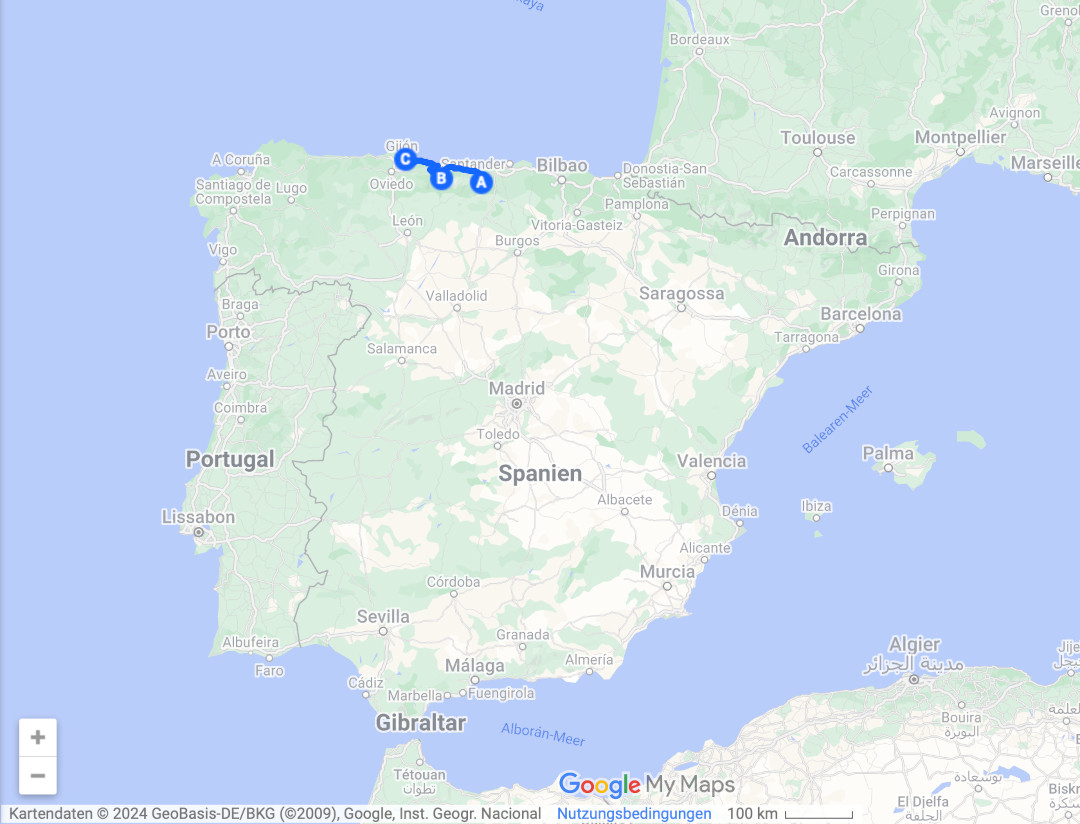 zkaya
Bordeaux
Grenol
Avignon
Toulouse
Montpellier
Marseille
Carcassonne
Perpignan
Gijón
A Coruña
Santander
Bilbao
Donostia-San
Sebastián
C
B
A
Oviedo
Santiago de
Compostela
Lugo
Pamplona
León
Vitoria-Gasteiz
Burgos
Andorra
Vigo
Girona
Braga
Valladolid
Saragossa
Barcelona
Porto
Tarragona
Salamanca
Aveiro
Madrid
Coimbra
Balearen-Meer
Toledo
Portugal
Spanien
Valencia
Palma
Albacete
Lissabon
Dénia
Ibiza
Alicante
Murcia
Córdoba
Sevilla
Albufeira
Granada
Faro
Málaga
Almería
Algier
مدينة الجزائر
Cádiz
Marbella
Fuengirola
Gibraltar
Alborán-Meer
Bouira
البويرة
العلمة
Tétouan
تطوان
Google My Maps
بوسعادة
Biskr
El Djelfa
الجلفة
+
−
Kartendaten © 2024 GeoBasis-DE/BKG (©2009), Google, Inst. Geogr. Nacional Nutzungsbedingungen 100 km